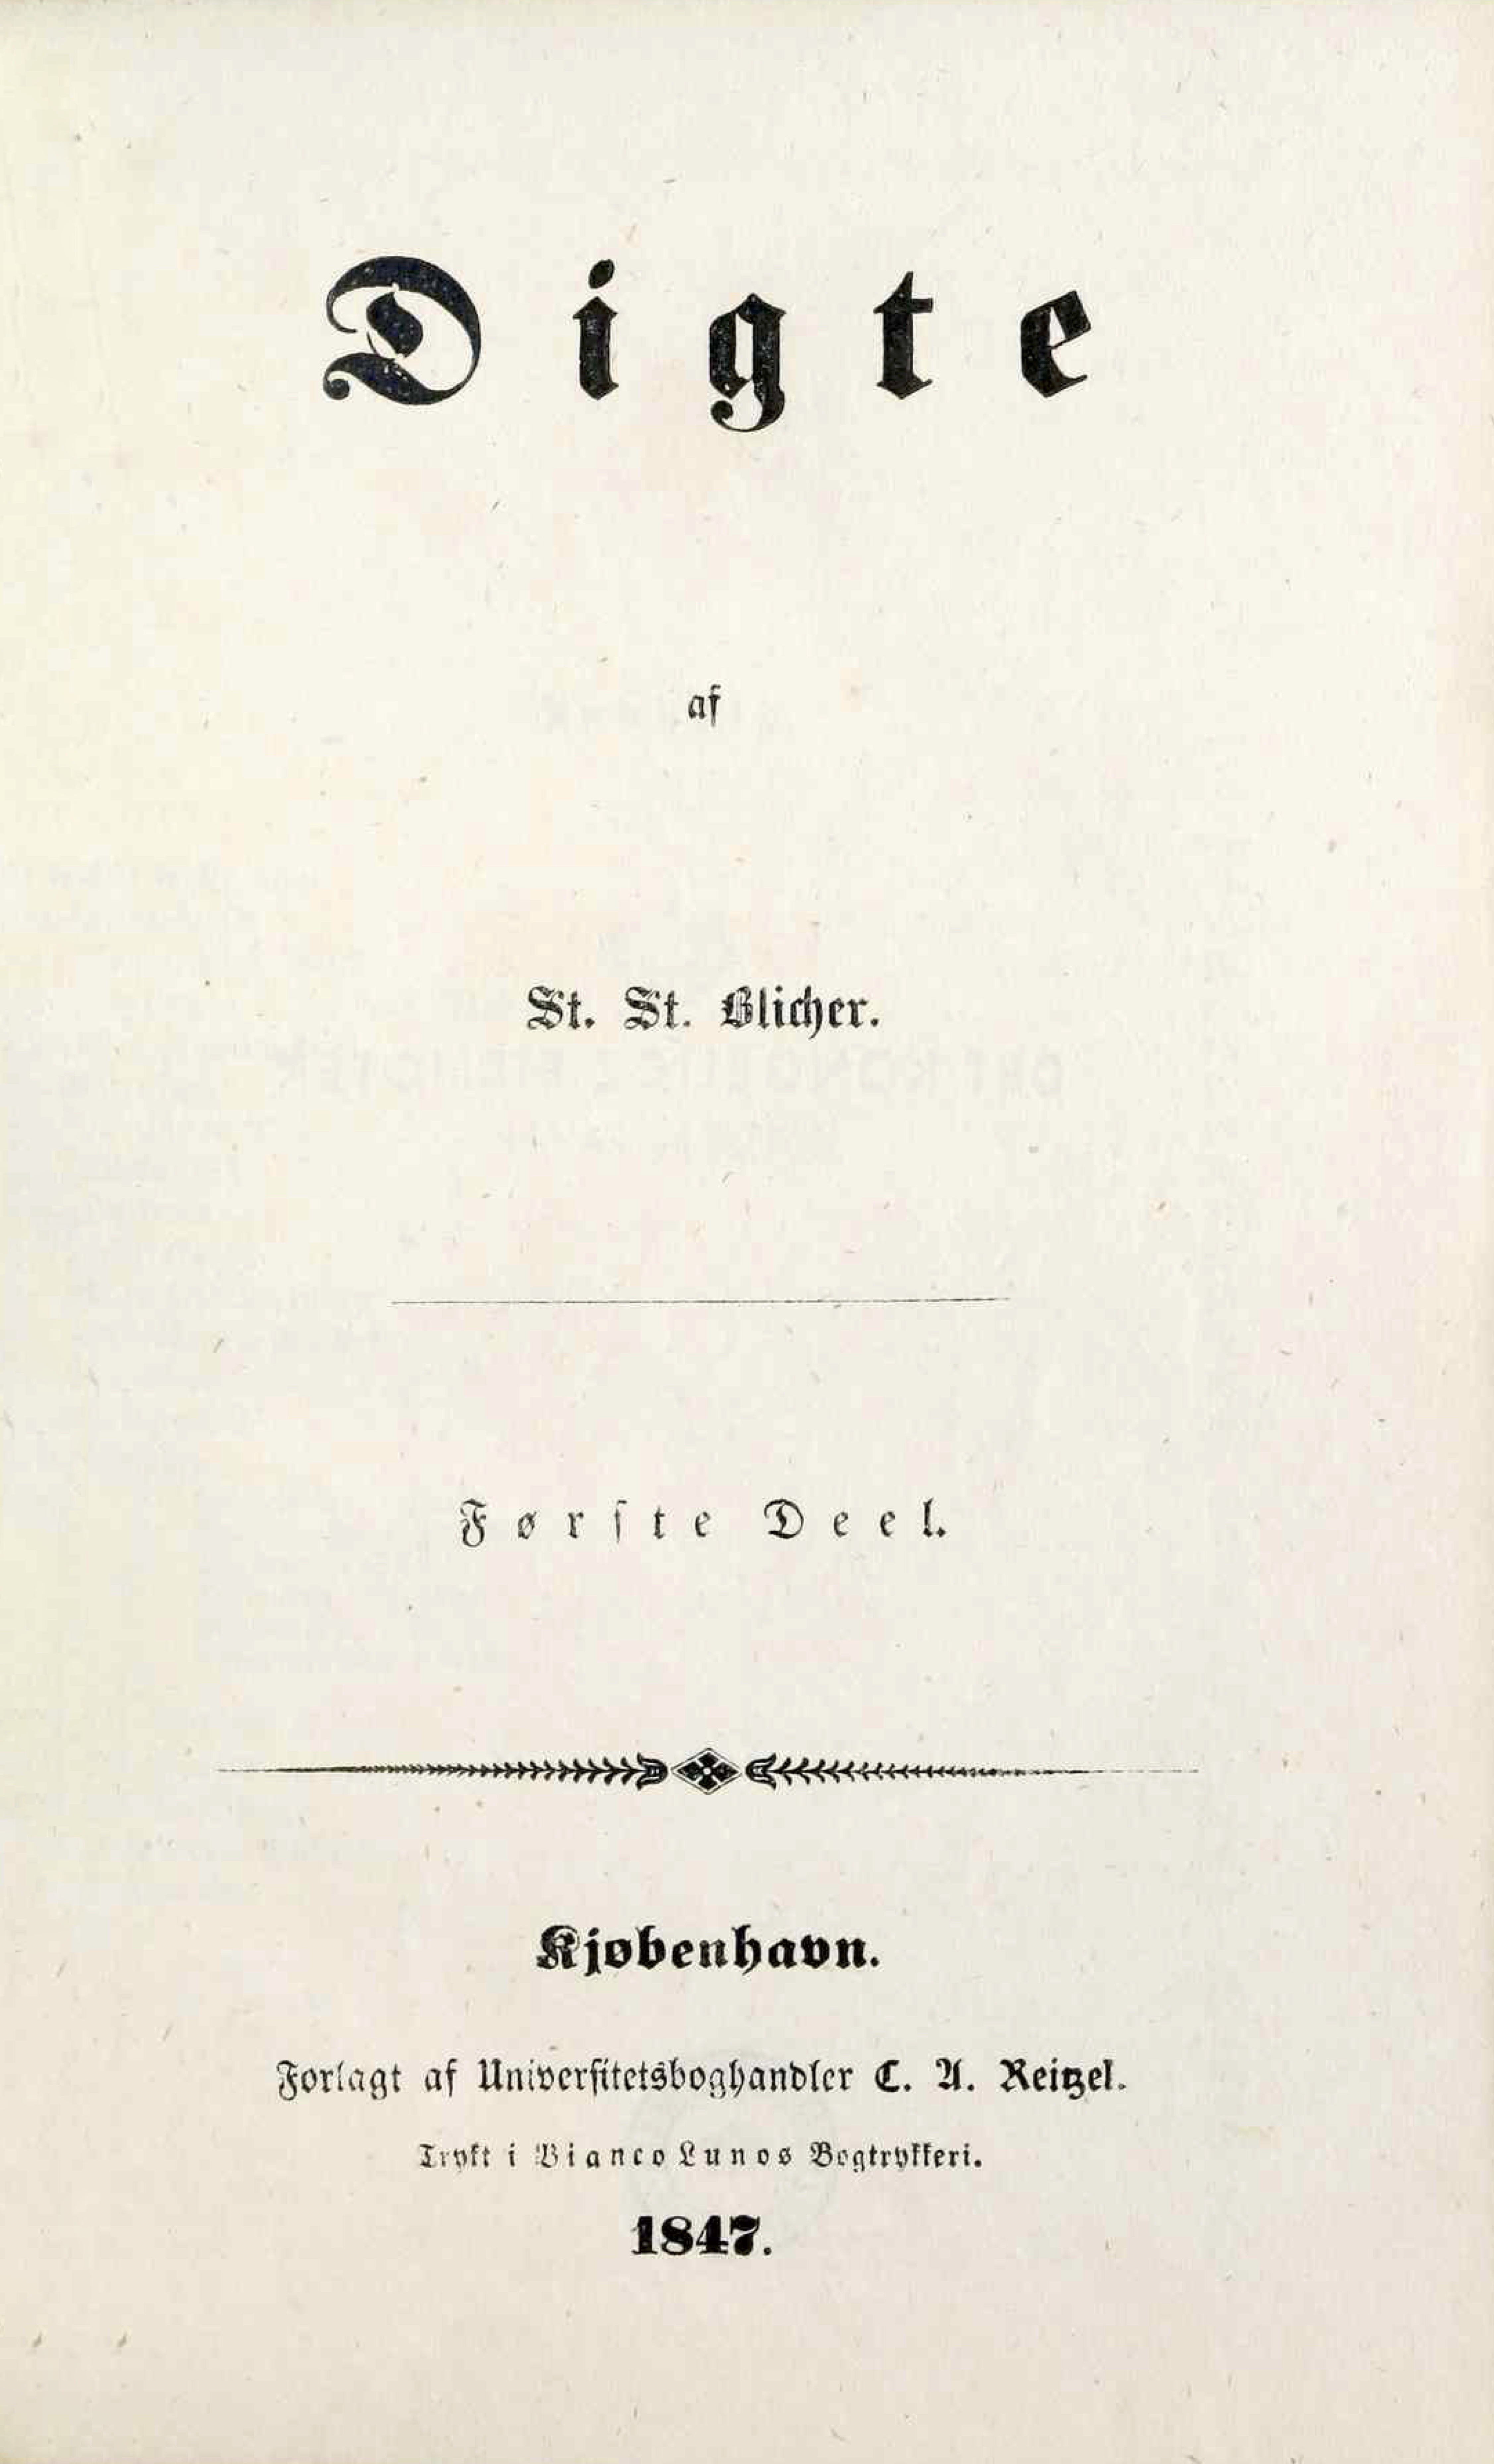 Digte
af
St. St. Blicher.
Førſte Deel.
Kjøbenhavn.
Forlagt af Univerſitetsboghandler C. A. Reitzel.
Trykt i Bianco Lunos Bogtrykkeri.
1847.